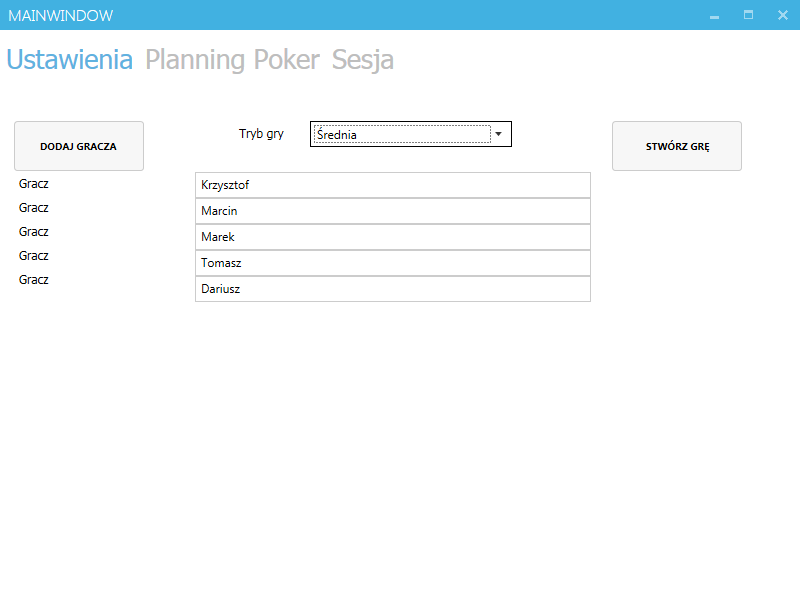 MAINWINDOW
Ustawienia Planning Poker Sesja
DODAJ GRACZA
Tryb gry
Średnia
STWÓRZ GRĘ
Gracz
Krzysztof
Gracz
Marcin
Gracz
Marek
Gracz
Tomasz
Gracz
Dariusz